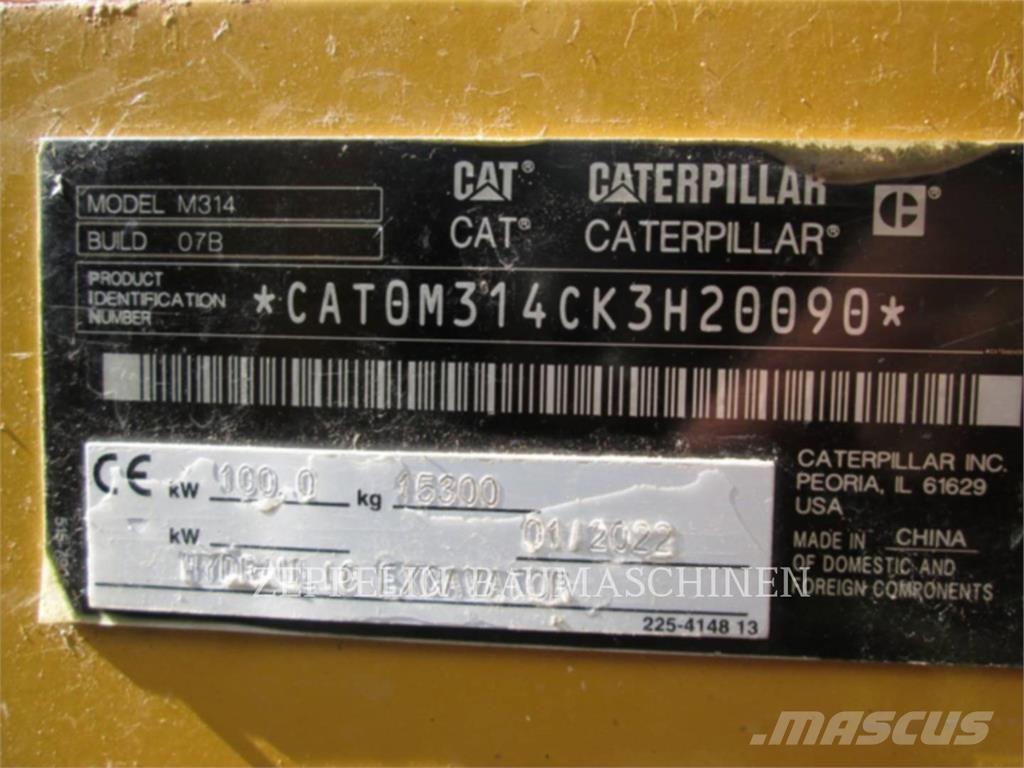 MODEL M314
BUILD 07B
CAT® CATERPILLAR ®
CAT® CATERPILLAR®
PRODUCT
IDENTIFICATION
NUMBER
*CAT0M314CK3H20090*
CE kW 100.0 kg 15300
kW 01/2022
ZEPPELIN BAUMASCHINEN
225-4148 13
CATERPILLAR INC.
PEORIA, IL 61629
USA
MADE IN CHINA
OF DOMESTIC AND
FOREIGN COMPONENTS
MASCUS